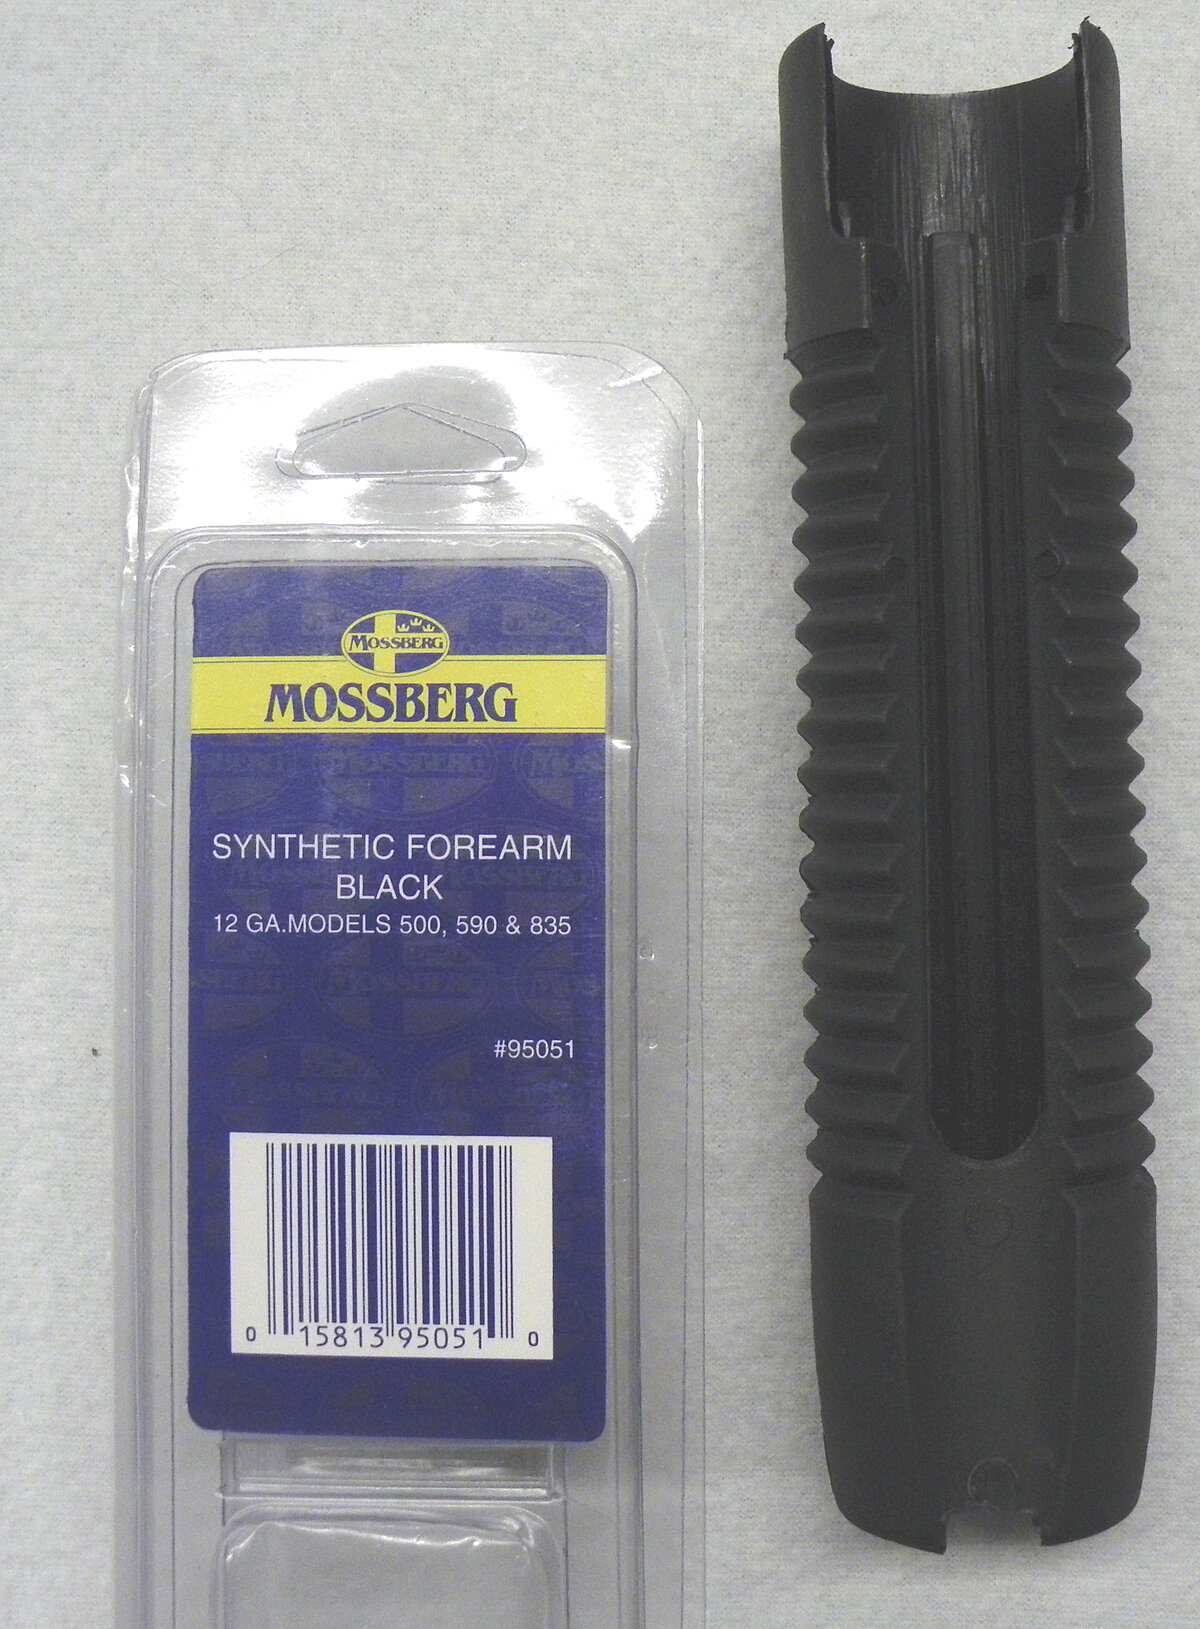 MOSSBERG
MOSSBERG
SYNTHETIC FOREARM
BLACK
12 GA.MODELS 500, 590 & 835
#95051
0 15813 95051 0